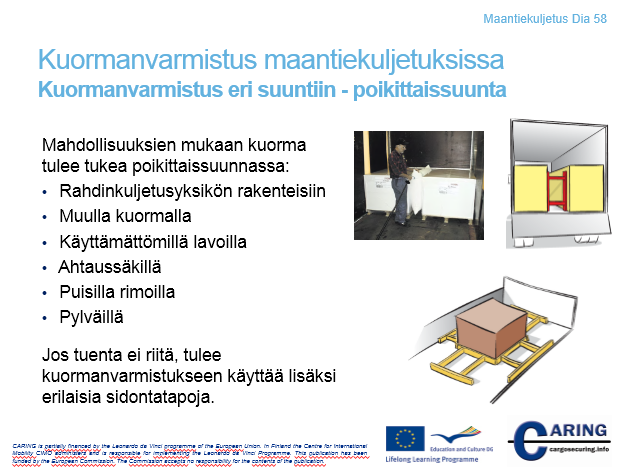 Maantiekuljetus Dia 58
Kuormanvarmistus maantiekuljetuksissa
Kuormanvarmistus eri suuntiin - poikittaissuunta
Mahdollisuuksien mukaan kuorma
tulee tukea poikittaissuunnassa:
• Rahdinkuljetusyksikön rakenteisiin
• Muulla kuormalla
• Käyttämättömillä lavoilla
• Ahtaussäkillä
• Puisilla rimoilla
• Pylväillä
Jos tuenta ei riitä, tulee
kuormanvarmistukseen käyttää lisäksi
erilaisia sidontatapoja.
CARING is partially financed by the Leonardo da Vinci programme of the European Union. In Finland the Centre for International
Mobility CIMO administers and is responsible for implementing the Leonardo da Vinci Programme. This publication has been
funded by the European Commission. The Commission accepts no responsibility for the contents of the publication.
Education and Culture DG
Lifelong Learning Programme
CARING
cargosecuring.info